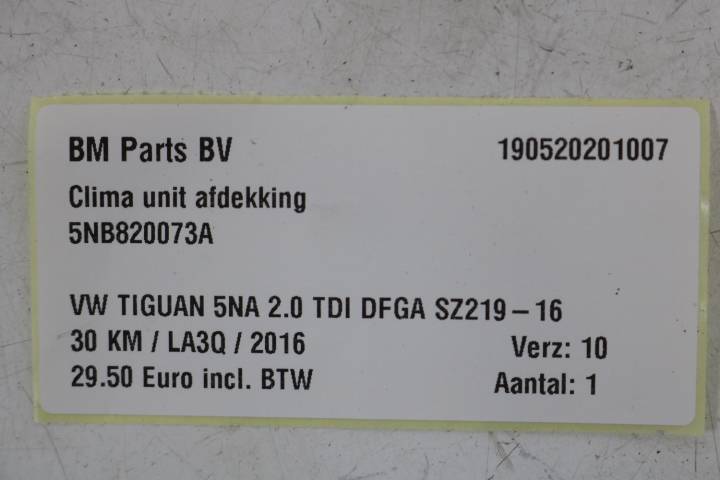 BM Parts BV 190520201007
Clima unit afdekking
5NB820073A
VW TIGUAN 5NA 2.0 TDI DFGA SZ219 – 16
30 KM / LA3Q / 2016 Verz: 10
29.50 Euro incl. BTW Aantal: 1